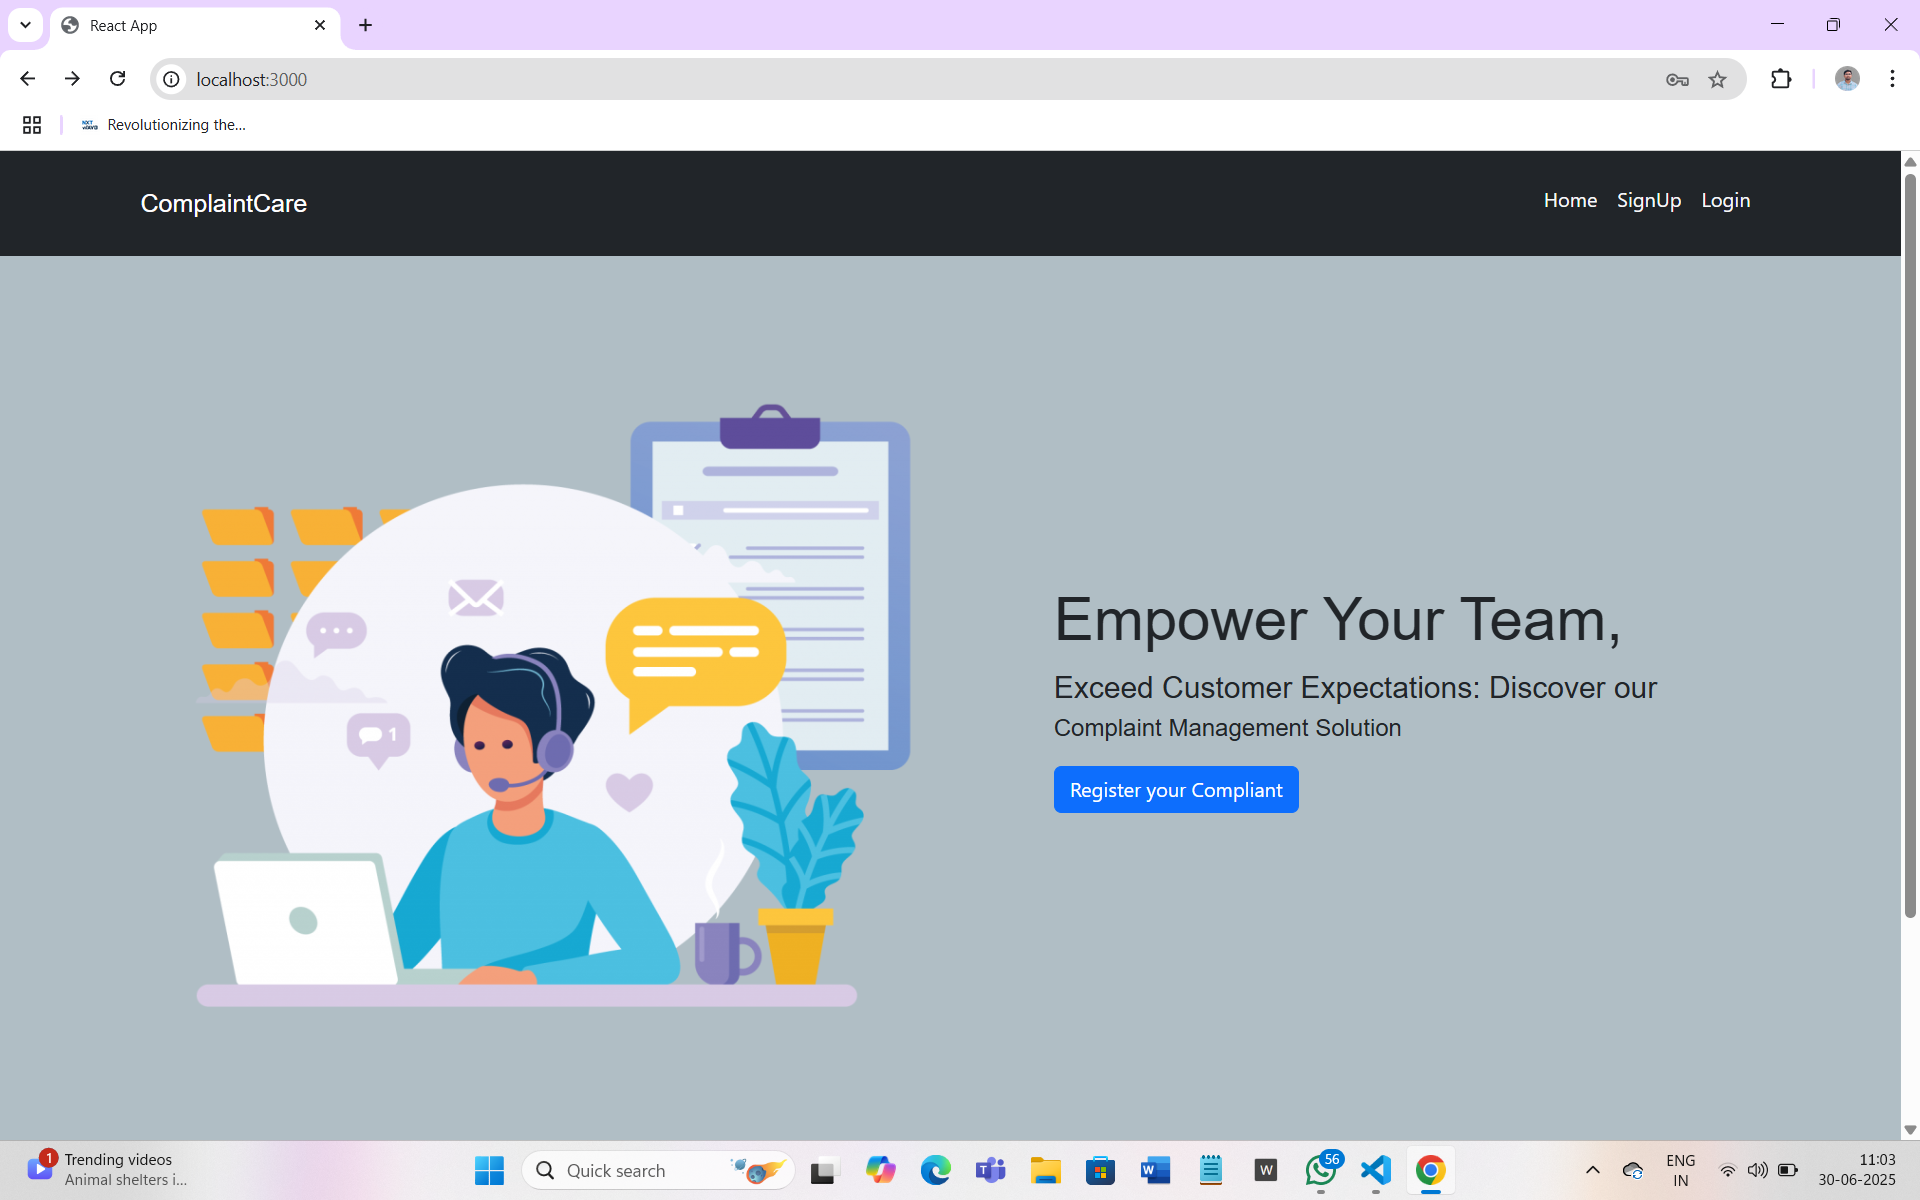 React App
localhost:3000
Revolutionizing the...
ComplaintCare
Home SignUp Login
1
Empower Your Team,
Exceed Customer Expectations: Discover our
Complaint Management Solution
Register your Compliant
1
Trending videos
Animal shelters i...
Quick search
T
W
W
56
ENG
IN
11:03
30-06-2025